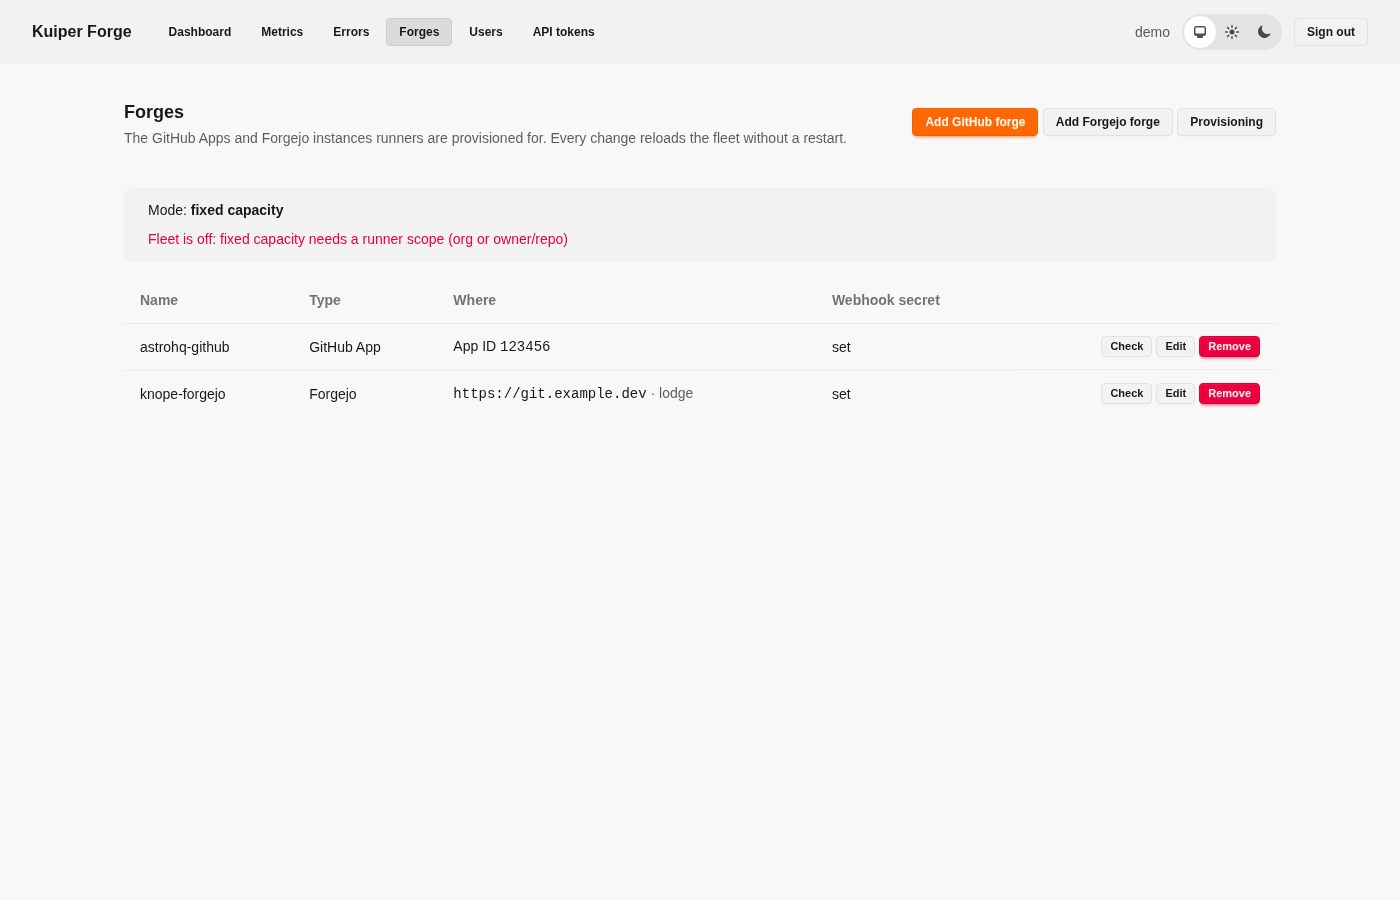 Kuiper Forge Dashboard Metrics Errors Forges Users API tokens demo Sign out
Forges
The GitHub Apps and Forgejo instances runners are provisioned for. Every change reloads the fleet without a restart.
Add GitHub forge Add Forgejo forge Provisioning
Mode: fixed capacity
Fleet is off: fixed capacity needs a runner scope (org or owner/repo)
Name Type Where Webhook secret
astrohq-github GitHub App App ID 123456 set Check Edit Remove
knope-forgejo Forgejo https://git.example.dev · lodge set Check Edit Remove